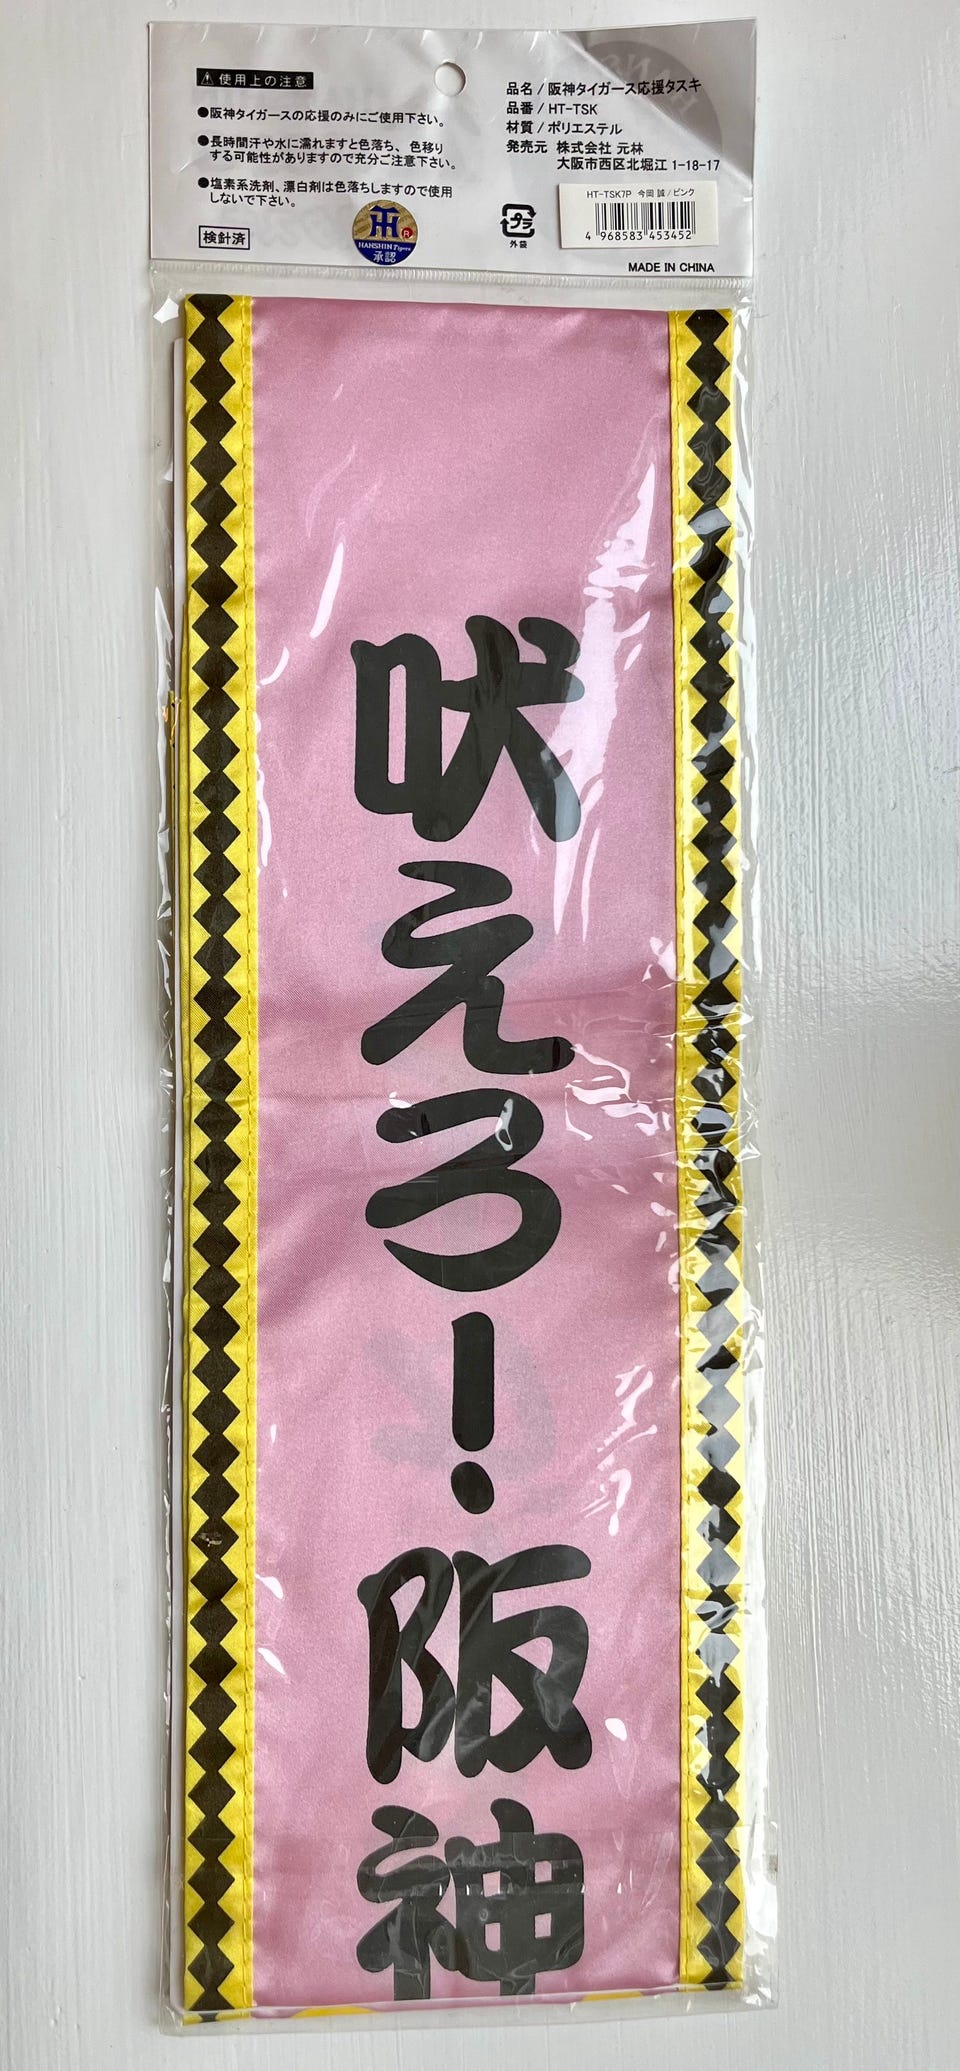 ⚠使用上の注意
●阪神タイガースの応援のみにご使用下さい。
●長時間汗や水に濡れますと色落ち、色移り
する可能性がありますので充分ご注意下さい。
●塩素系洗剤、漂白剤は色落ちしますので使用
しないで下さい。
検針済
HANSHIN Tigers
承認
品名/阪神タイガース応援タスキ
品番/HT-TSK
材質/ポリエステル
発売元 株式会社 元林
大阪市西区北堀江 1-18-17
プラ
外袋
HT-TSK7P 今岡 誠/ピンク
4 968583 453452
MADE IN CHINA
吠えろー!阪神